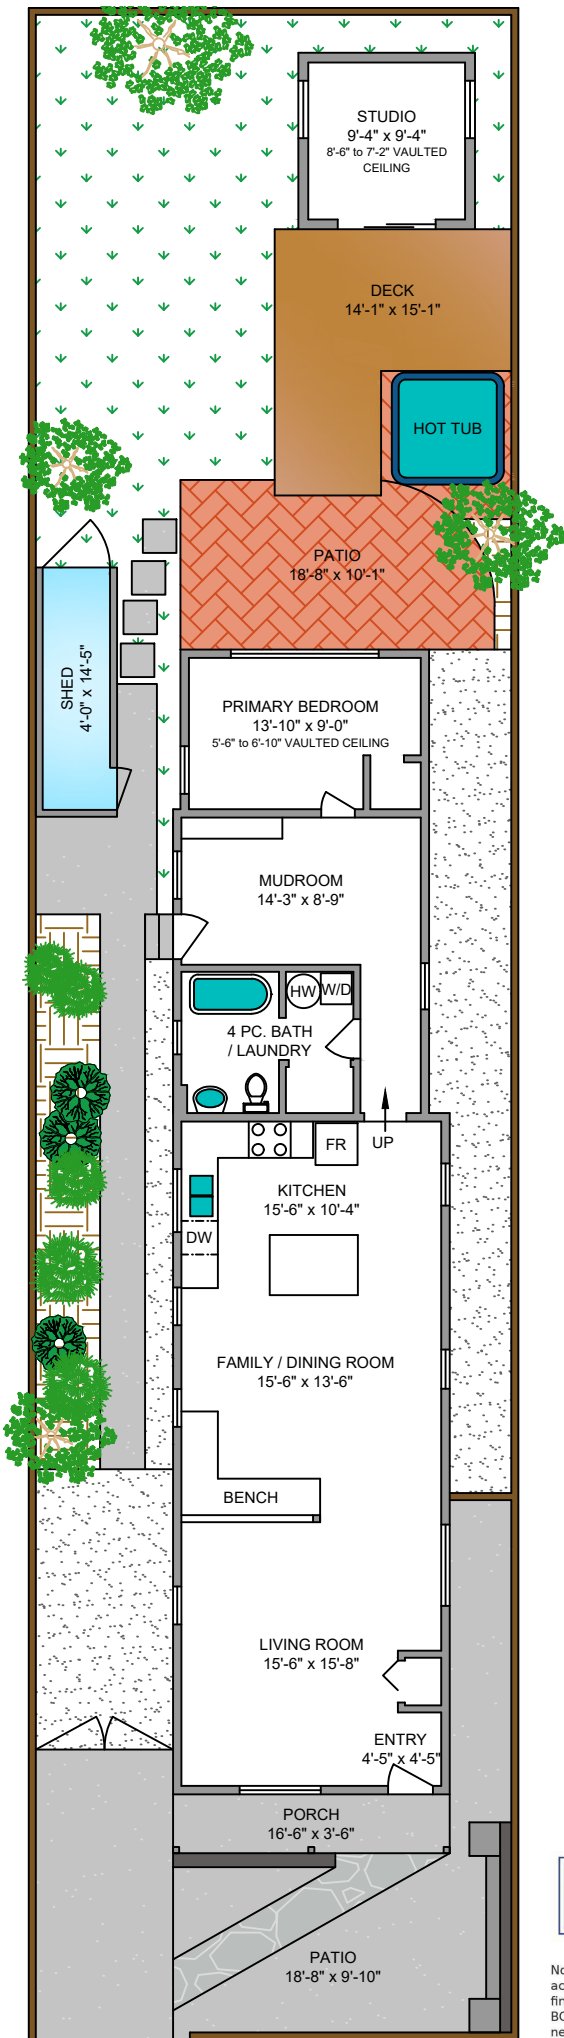 STUDIO
9'-4" x 9'-4"
8'-6" to 7'-2" VAULTED
CEILING
DECK
14'-1" x 15'-1"
HOT TUB
PATIO
18'-8" x 10'-1"
SHED
4'-0" x 14'-5"
PRIMARY BEDROOM
13'-10" x 9'-0"
5'-6" to 6'-10" VAULTED CEILING
MUDROOM
14'-3" x 8'-9"
HW W/D
4 PC. BATH
/ LAUNDRY
FR
UP
KITCHEN
15'-6" x 10'-4"
DW
FAMILY / DINING ROOM
15'-6" x 13'-6"
BENCH
LIVING ROOM
15'-6" x 15'-8"
ENTRY
4'-5" x 4'-5"
PORCH
16'-6" x 3'-6"
PATIO
18'-8" x 9'-10"